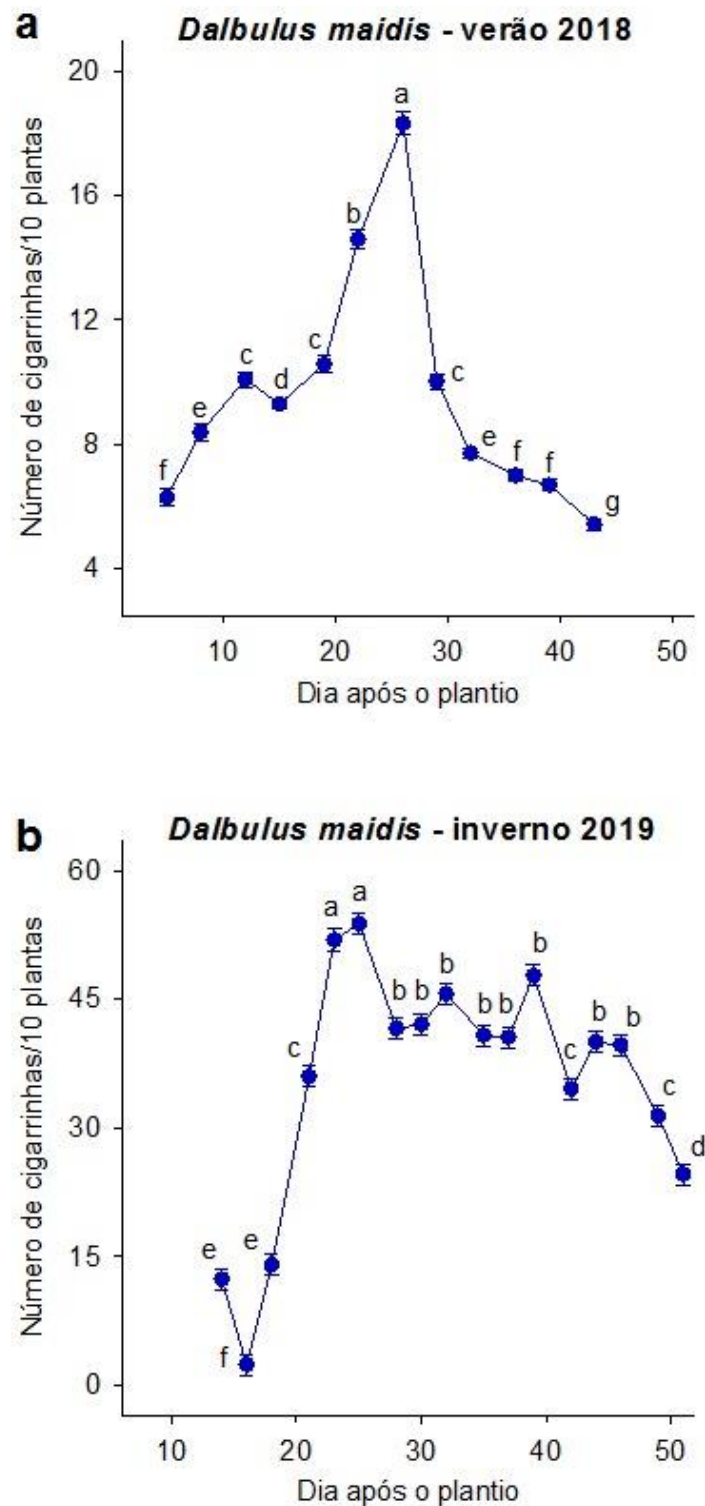 a
Dalbulus maidis - verão 2018
Número de cigarrinhas/10 plantas
20
16
12
8
4
f
e
c
d
c
b
a
c
e
f
f
g
10 20 30 40 50
Dia após o plantio
b
Dalbulus maidis - inverno 2019
Número de cigarrinhas/10 plantas
60
45
30
15
0
e
f
e
c
a
a
b
b
b
b
b
b
c
b
b
c
d
10 20 30 40 50
Dia após o plantio